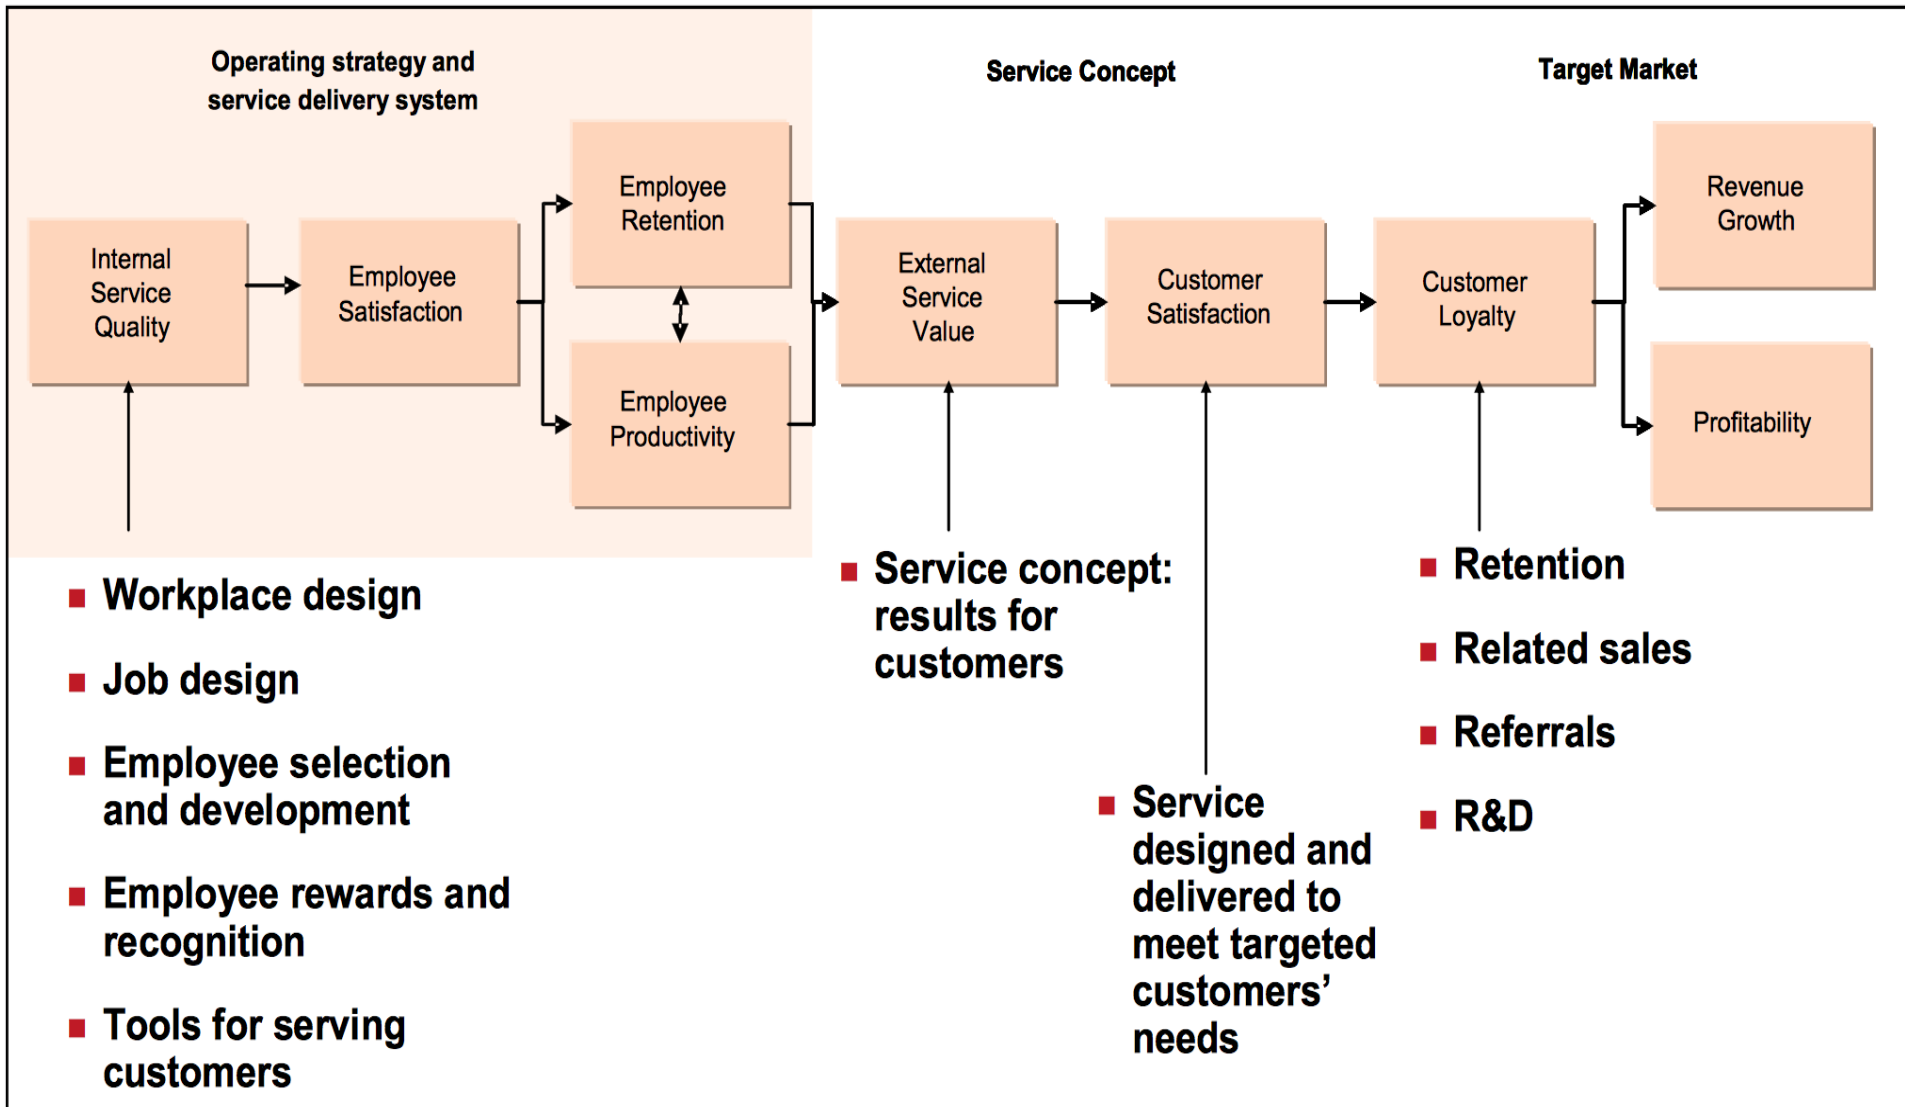 Operating strategy and
service delivery system
Service Concept
Target Market
Internal
Service
Quality
Employee
Satisfaction
Employee
Retention
Employee
Productivity
External
Service
Value
Customer
Satisfaction
Customer
Loyalty
Revenue
Growth
Profitability
Workplace design
Job design
Employee selection
and development
Employee rewards and
recognition
Tools for serving
customers
Service concept:
results for
customers
Service
designed and
delivered to
meet targeted
customers’
needs
Retention
Related sales
Referrals
R&D